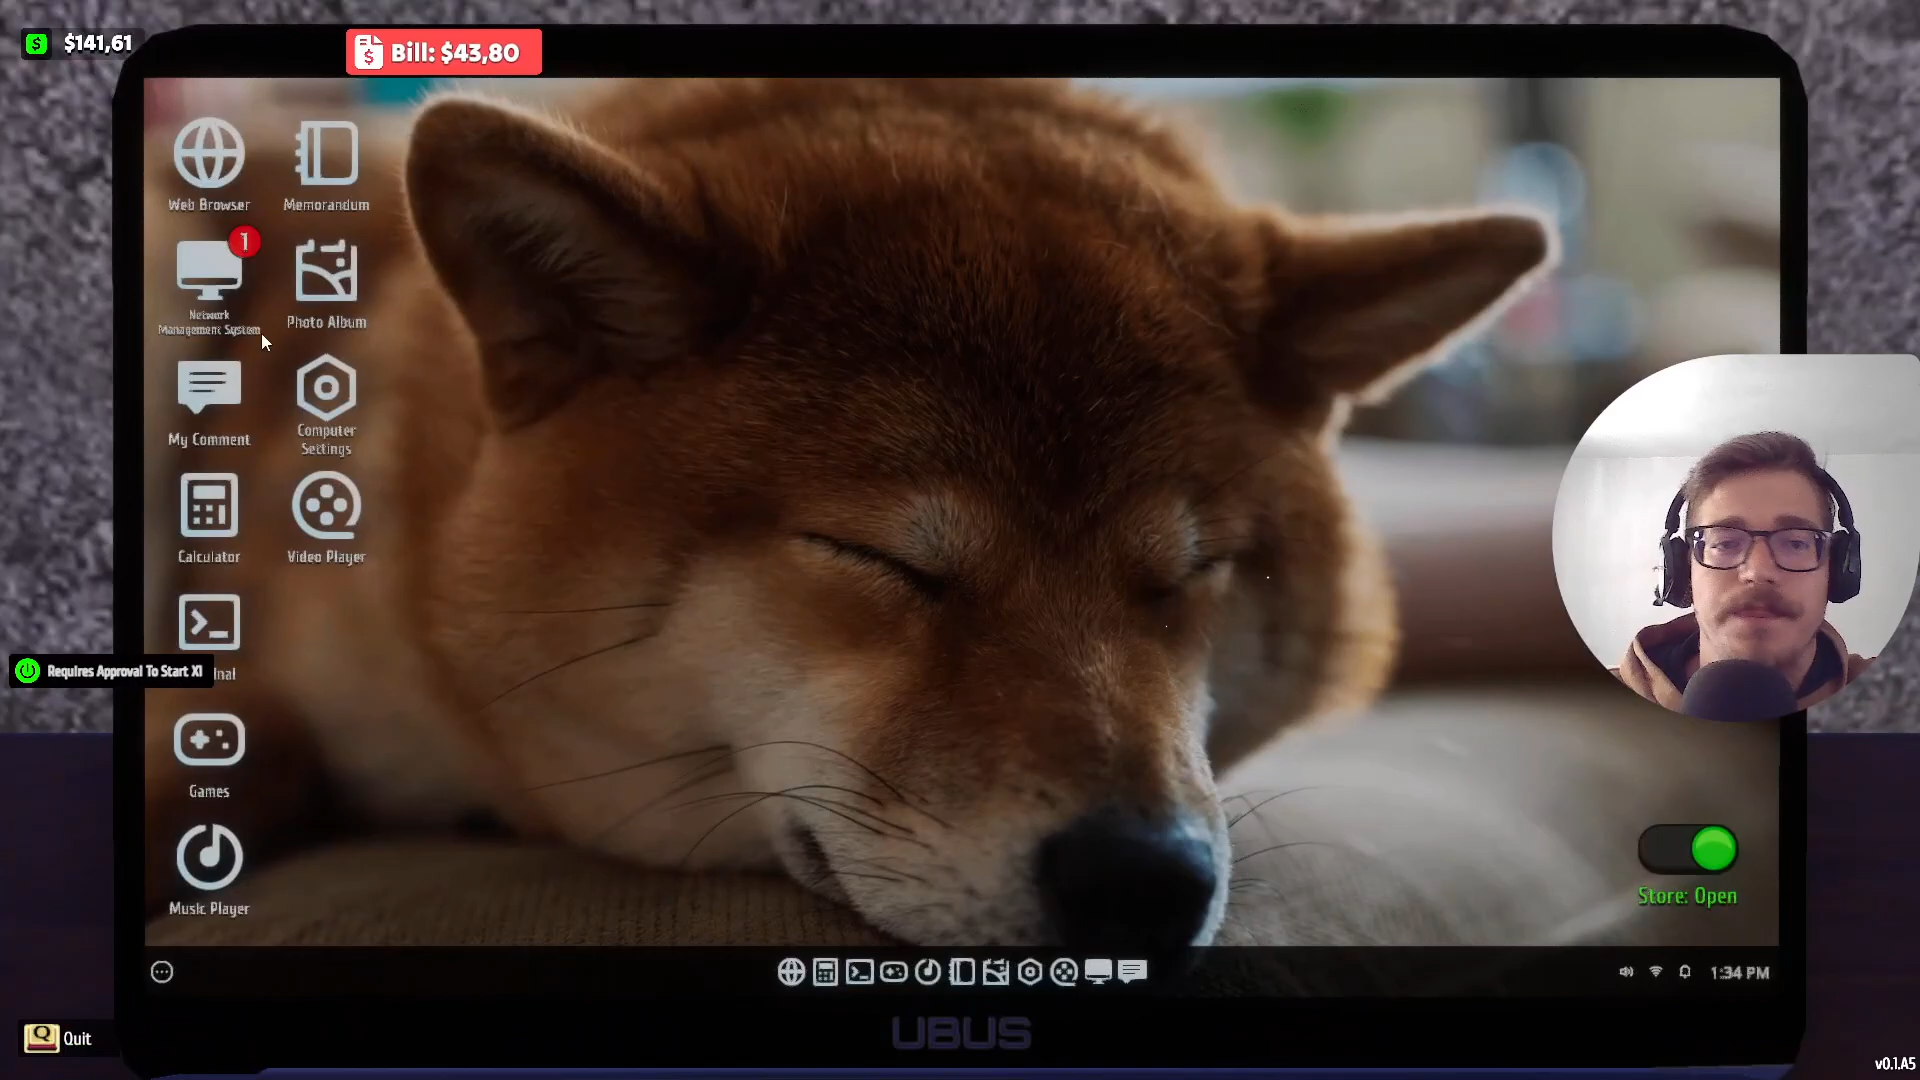 $141,61
Bill: $43,80
Web Browser
Memorandum
1
Network
Management System
Photo Album
My Comment
Computer
Settings
Calculator
Video Player
Requires Approval To Start X1
inal
Games
Music Player
Store: Open
1:34 PM
UBUS
Q Quit
v0.1.A5